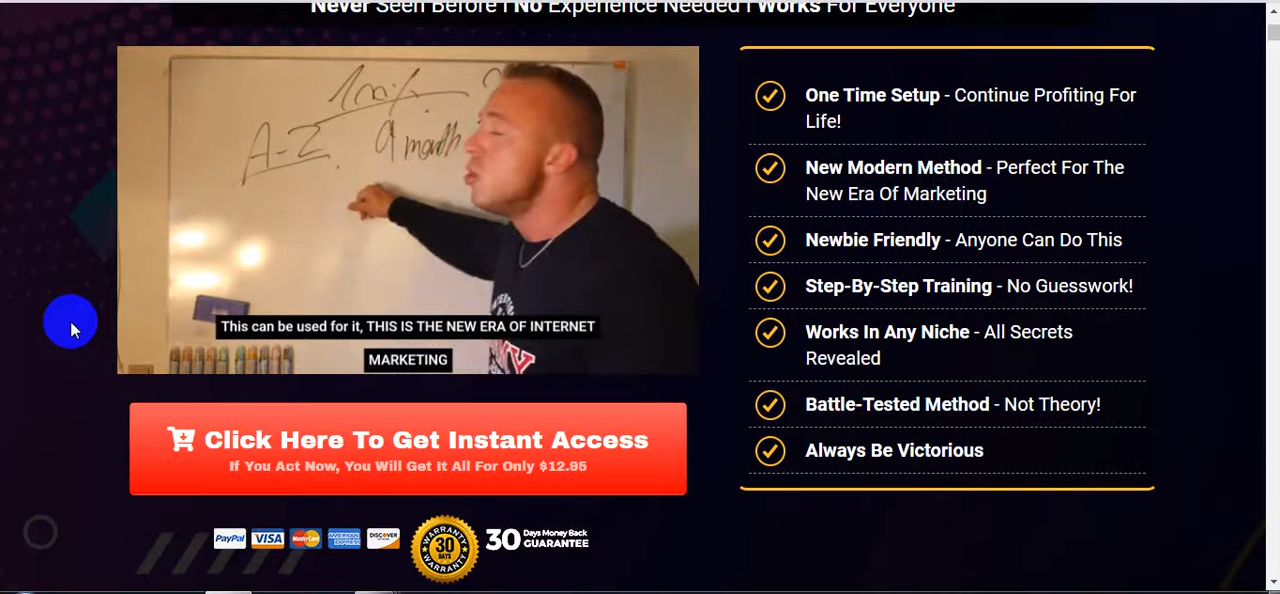 Never Seen Before | No Experience Needed | Works For Everyone
A-Z
a month
This can be used for it, THIS IS THE NEW ERA OF INTERNET
MARKETING
Click Here To Get Instant Access
If You Act Now, You Will Get It All For Only $12.95
PayPal VISA MasterCard AMERICAN EXPRESS DISCOVER
WARRANTY
30
DAYS
WARRANTY
30 Days Money Back
GUARANTEE
One Time Setup - Continue Profiting For
Life!
New Modern Method - Perfect For The
New Era Of Marketing
Newbie Friendly - Anyone Can Do This
Step-By-Step Training - No Guesswork!
Works In Any Niche - All Secrets
Revealed
Battle-Tested Method - Not Theory!
Always Be Victorious